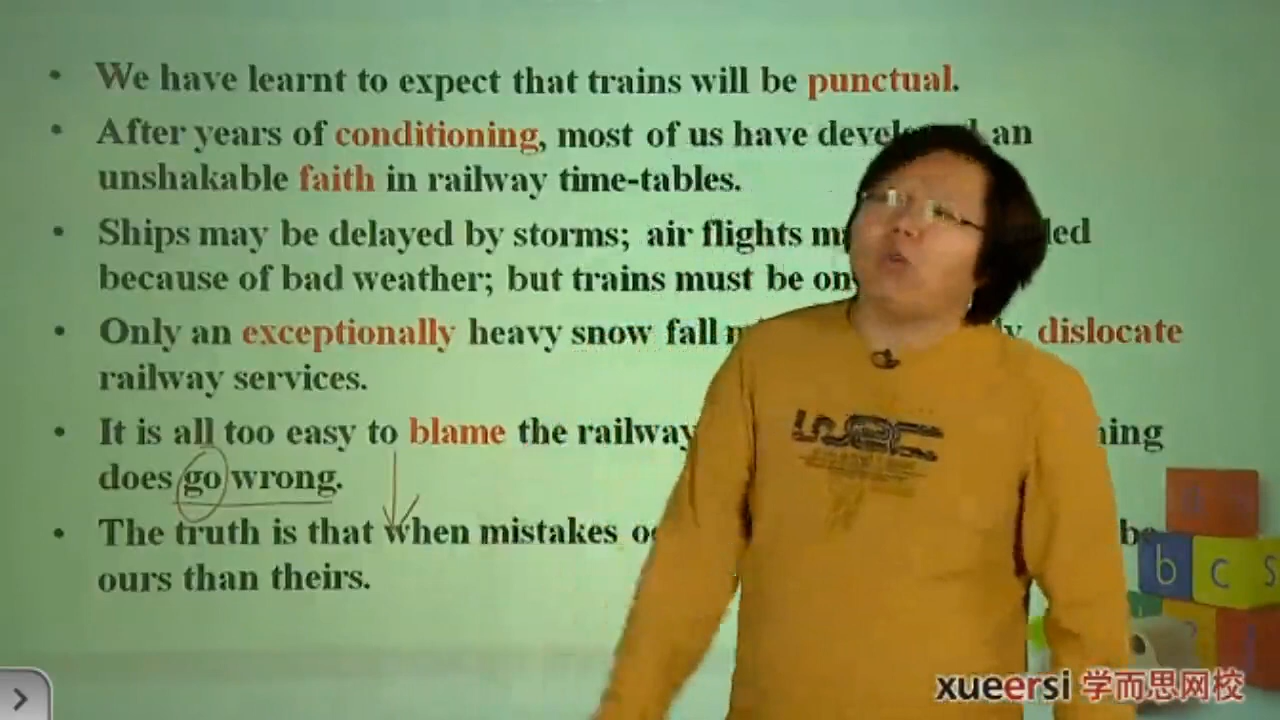 We have learnt to expect that trains will be punctual.
After years of conditioning, most of us have an
unshakable faith in railway time-tables.
Ships may be delayed by storms; air flights
because of bad weather; but trains must be on
Only an exceptionally heavy snow fall dislocate
railway services.
It is all too easy to blame the railway
does go wrong.
The truth is that when mistakes be
ours than theirs.
b c s
xueersi 学而思网校